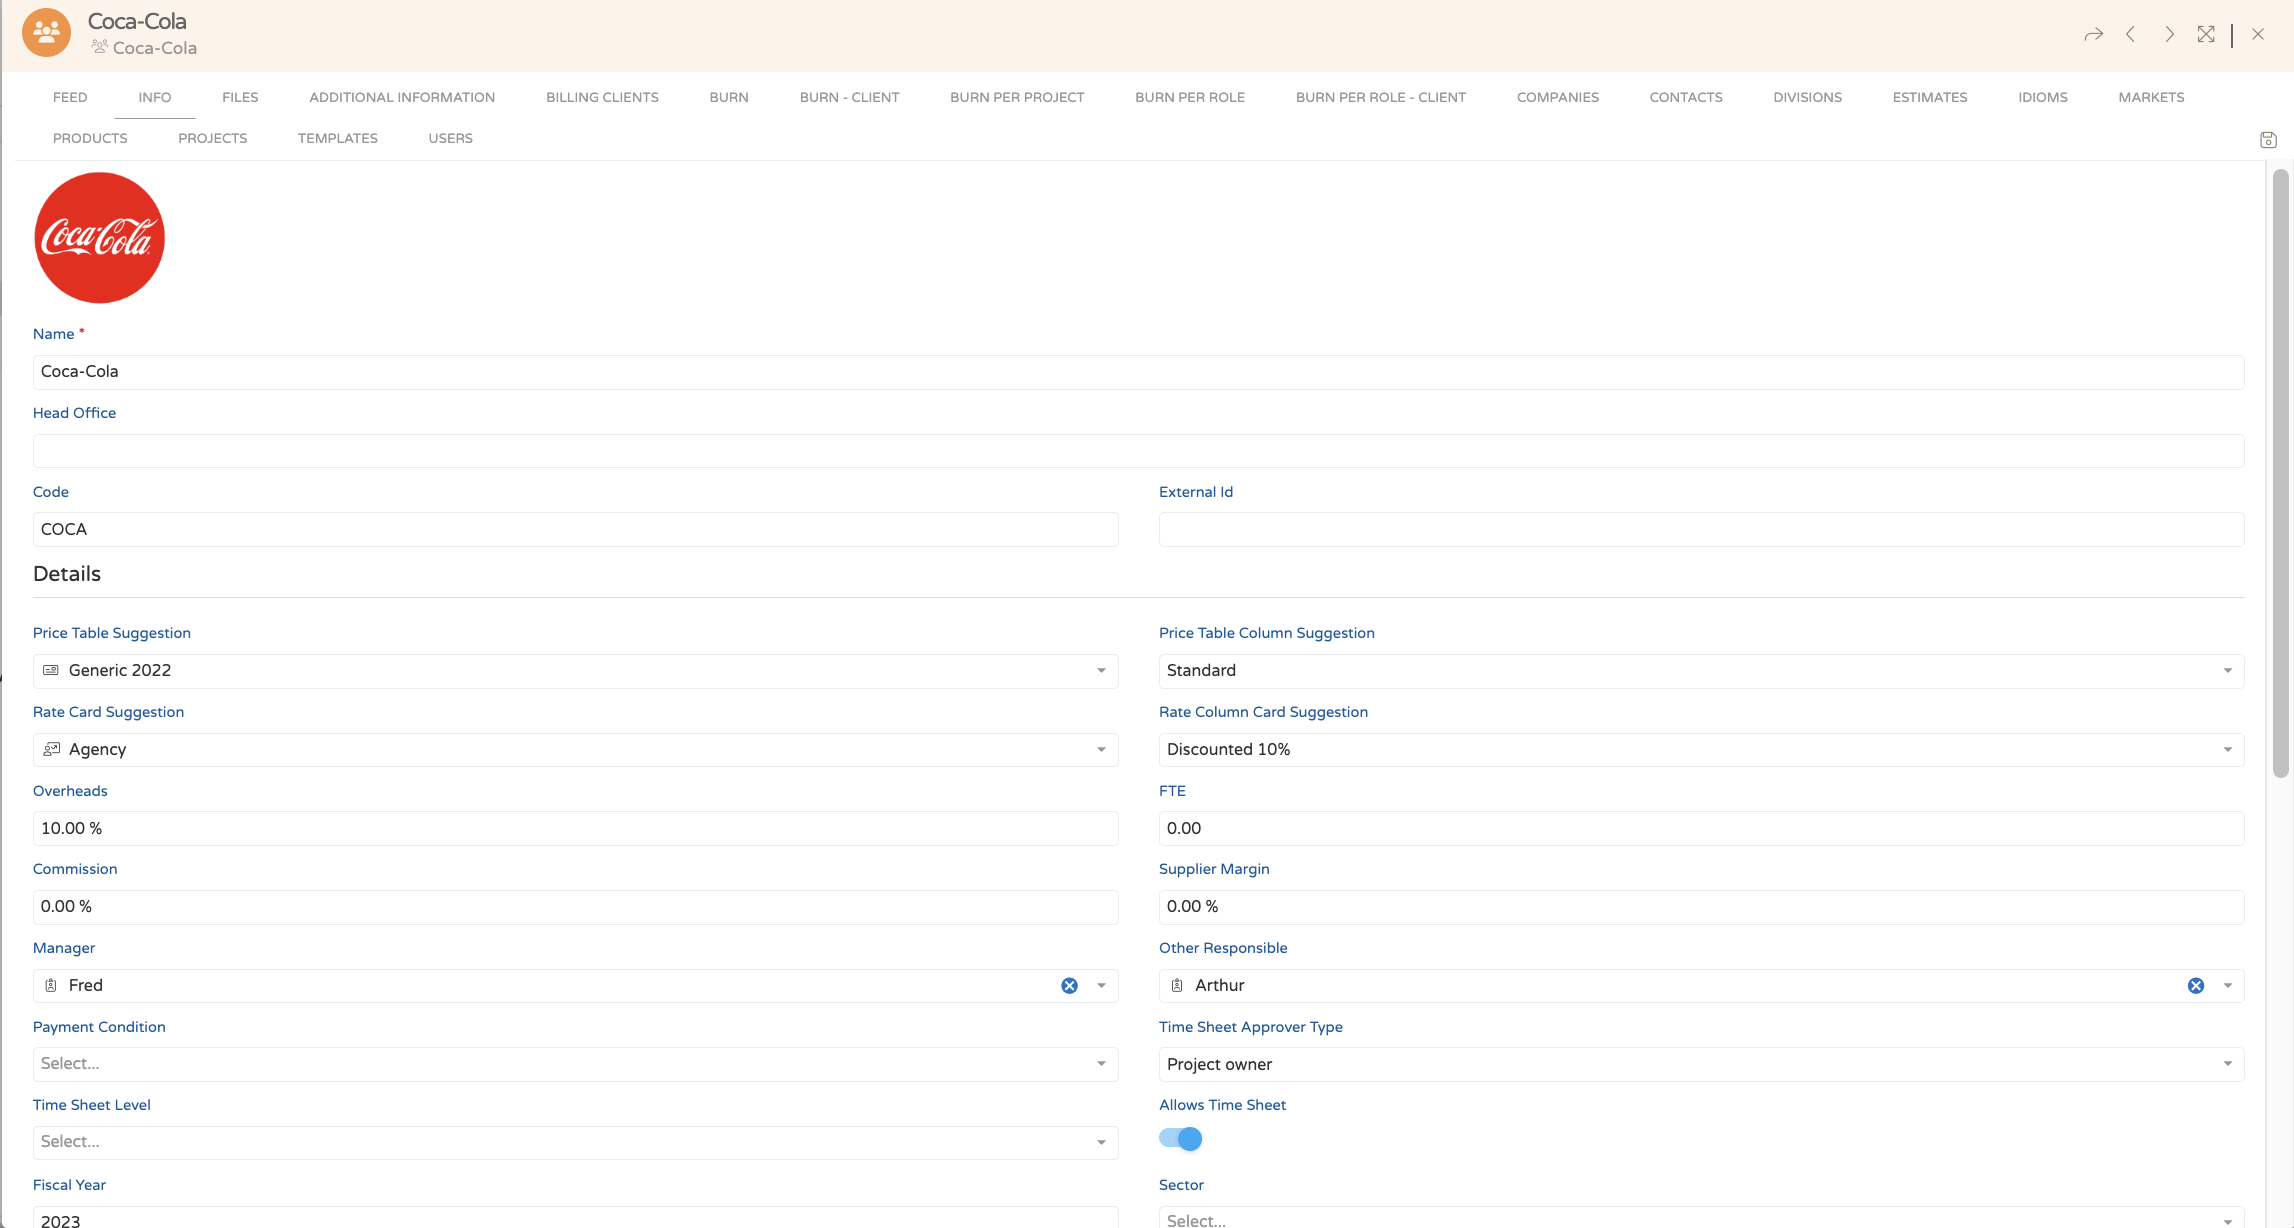 Coca-Cola
Coca-Cola
FEED INFO FILES ADDITIONAL INFORMATION BILLING CLIENTS BURN BURN - CLIENT BURN PER PROJECT BURN PER ROLE BURN PER ROLE - CLIENT COMPANIES CONTACTS DIVISIONS ESTIMATES IDIOMS MARKETS
PRODUCTS PROJECTS TEMPLATES USERS
Coca-Cola
Name *
Coca-Cola
Head Office
Code External Id
COCA
Details
Price Table Suggestion Price Table Column Suggestion
Generic 2022 Standard
Rate Card Suggestion Rate Column Card Suggestion
Agency Discounted 10%
Overheads FTE
10.00 % 0.00
Commission Supplier Margin
0.00 % 0.00 %
Manager Other Responsible
Fred Arthur
Payment Condition Time Sheet Approver Type
Select... Project owner
Time Sheet Level Allows Time Sheet
Select...
Fiscal Year Sector
2023 Select...